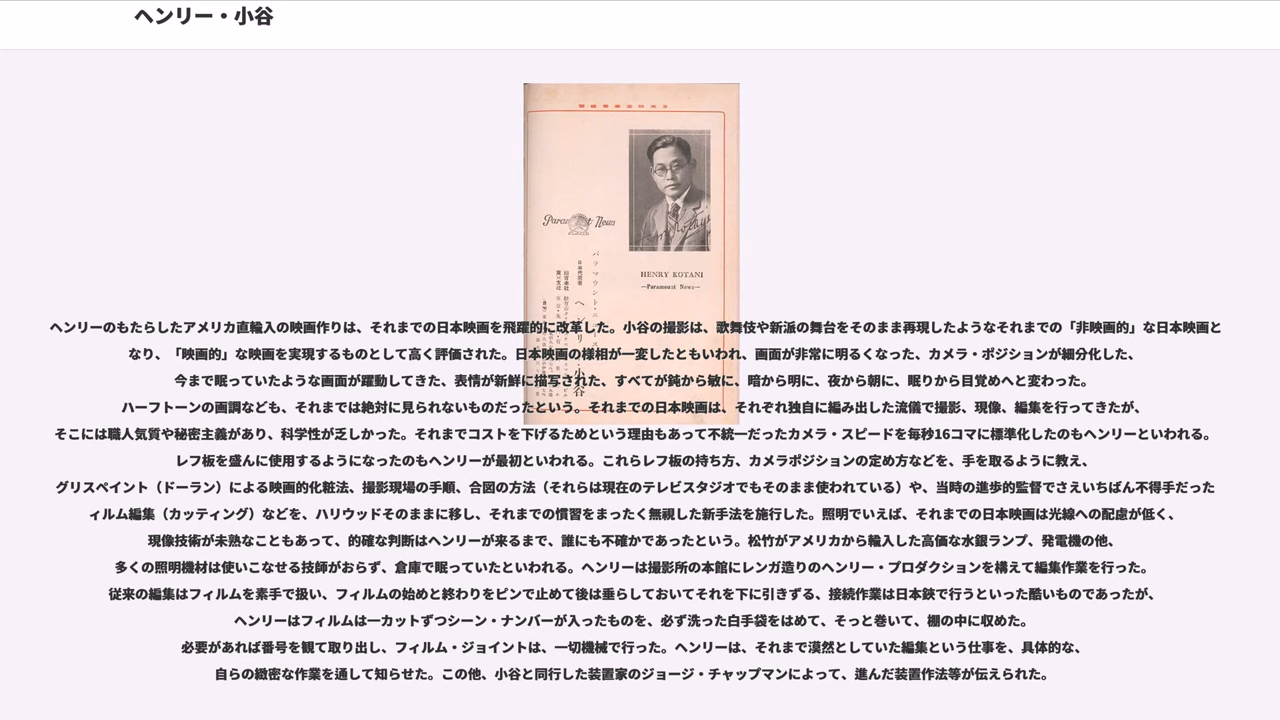 ヘンリー・小谷
Paramount News
HENRY KOTANI
—Paramount News—
ヘンリーのもたらしたアメリカ直輸入の映画作りは、それまでの日本映画を飛躍的に改革した。小谷の撮影は、歌舞伎や新派の舞台をそのまま再現したようなそれまでの「非映画的」な日本映画と
なり、「映画的」な映画を実現するものとして高く評価された。日本映画の様相が一変したともいわれ、画面が非常に明るくなった、カメラ・ポジションが細分化した、
今まで眠っていたような画面が躍動してきた、表情が新鮮に描写された、すべてが鈍から敏に、暗から明に、夜から朝に、眠りから目覚めへと変わった。
ハーフトーンの画調なども、それまでは絶対に見られないものだったという。それまでの日本映画は、それぞれ独自に編み出した流儀で撮影、現像、編集を行ってきたが、
そこには職人気質や秘密主義があり、科学性が乏しかった。それまでコストを下げるためという理由もあって不統一だったカメラ・スピードを毎秒16コマに標準化したのもヘンリーといわれる。
レフ板を盛んに使用するようになったのもヘンリーが最初といわれる。これらレフ板の持ち方、カメラポジションの定め方などを、手を取るように教え、
グリスペイント（ドーラン）による映画的化粧法、撮影現場の手順、合図の方法（それらは現在のテレビスタジオでもそのまま使われている）や、当時の進歩的監督でさえいちばん不得手だった
ィルム編集（カッティング）などを、ハリウッドそのままに移し、それまでの慣習をまったく無視した新手法を施行した。照明でいえば、それまでの日本映画は光線への配慮が低く、
現像技術が未熟なこともあって、的確な判断はヘンリーが来るまで、誰にも不確かであったという。松竹がアメリカから輸入した高価な水銀ランプ、発電機の他、
多くの照明機材は使いこなせる技師がおらず、倉庫で眠っていたといわれる。ヘンリーは撮影所の本館にレンガ造りのヘンリー・プロダクションを構えて編集作業を行った。
従来の編集はフィルムを素手で扱い、フィルムの始めと終わりをピンで止めて後は垂らしておいてそれを下に引きずる、接続作業は日本鋏で行うといった酷いものであったが、
ヘンリーはフィルムは一カットずつシーン・ナンバーが入ったものを、必ず洗った白手袋をはめて、そっと巻いて、棚の中に収めた。
必要があれば番号を観て取り出し、フィルム・ジョイントは、一切機械で行った。ヘンリーは、それまで漠然としていた編集という仕事を、具体的な、
自らの緻密な作業を通して知らせた。この他、小谷と同行した装置家のジョージ・チャップマンによって、進んだ装置作法等が伝えられた。